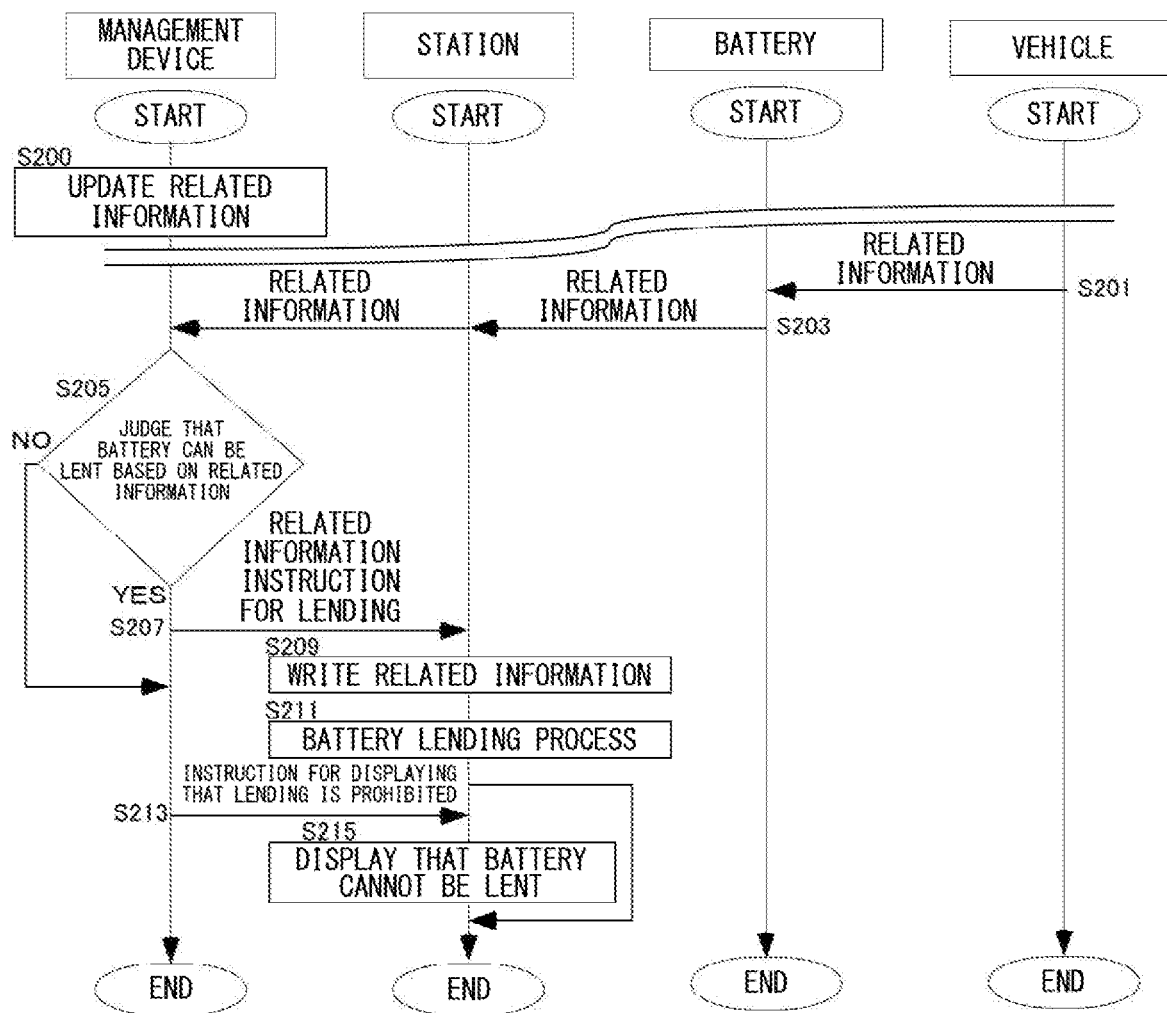 MANAGEMENT
DEVICE
STATION
BATTERY
VEHICLE
START
START
START
START
S200
UPDATE RELATED
INFORMATION
RELATED
INFORMATION
S201
RELATED
INFORMATION
RELATED
INFORMATION
S203
S205
NO
JUDGE THAT
BATTERY CAN BE
LENT BASED ON RELATED
INFORMATION
YES
RELATED
INFORMATION
INSTRUCTION
FOR LENDING
S207
S209
WRITE RELATED INFORMATION
S211
BATTERY LENDING PROCESS
INSTRUCTION FOR DISPLAYING
THAT LENDING IS PROHIBITED
S213
S215
DISPLAY THAT BATTERY
CANNOT BE LENT
END
END
END
END